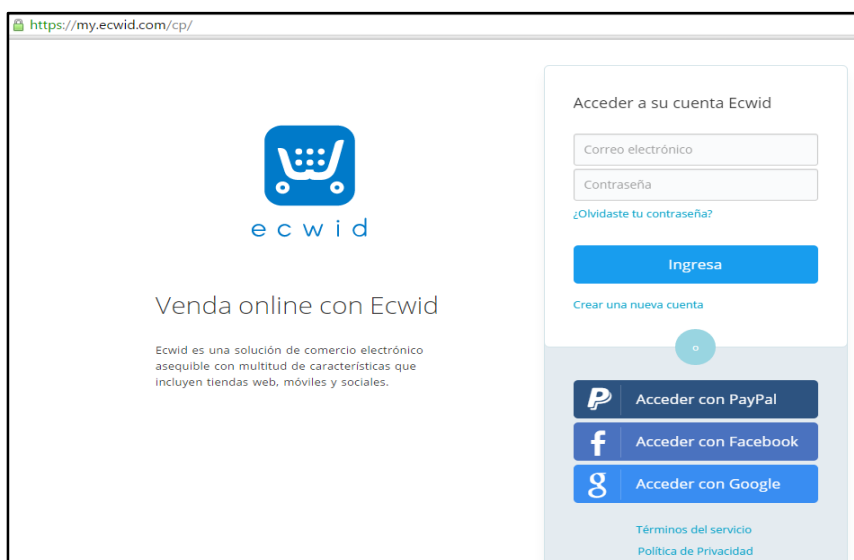 https://my.ecwid.com/cp/
ecwid
Venda online con Ecwid
Ecwid es una solución de comercio electrónico
asequible con multitud de características que
incluyen tiendas web, móviles y sociales.
Acceder a su cuenta Ecwid
Correo electrónico
Contraseña
¿Olvidaste tu contraseña?
Ingresa
Crear una nueva cuenta
o
Acceder con PayPal
Acceder con Facebook
Acceder con Google
Términos del servicio
Política de Privacidad